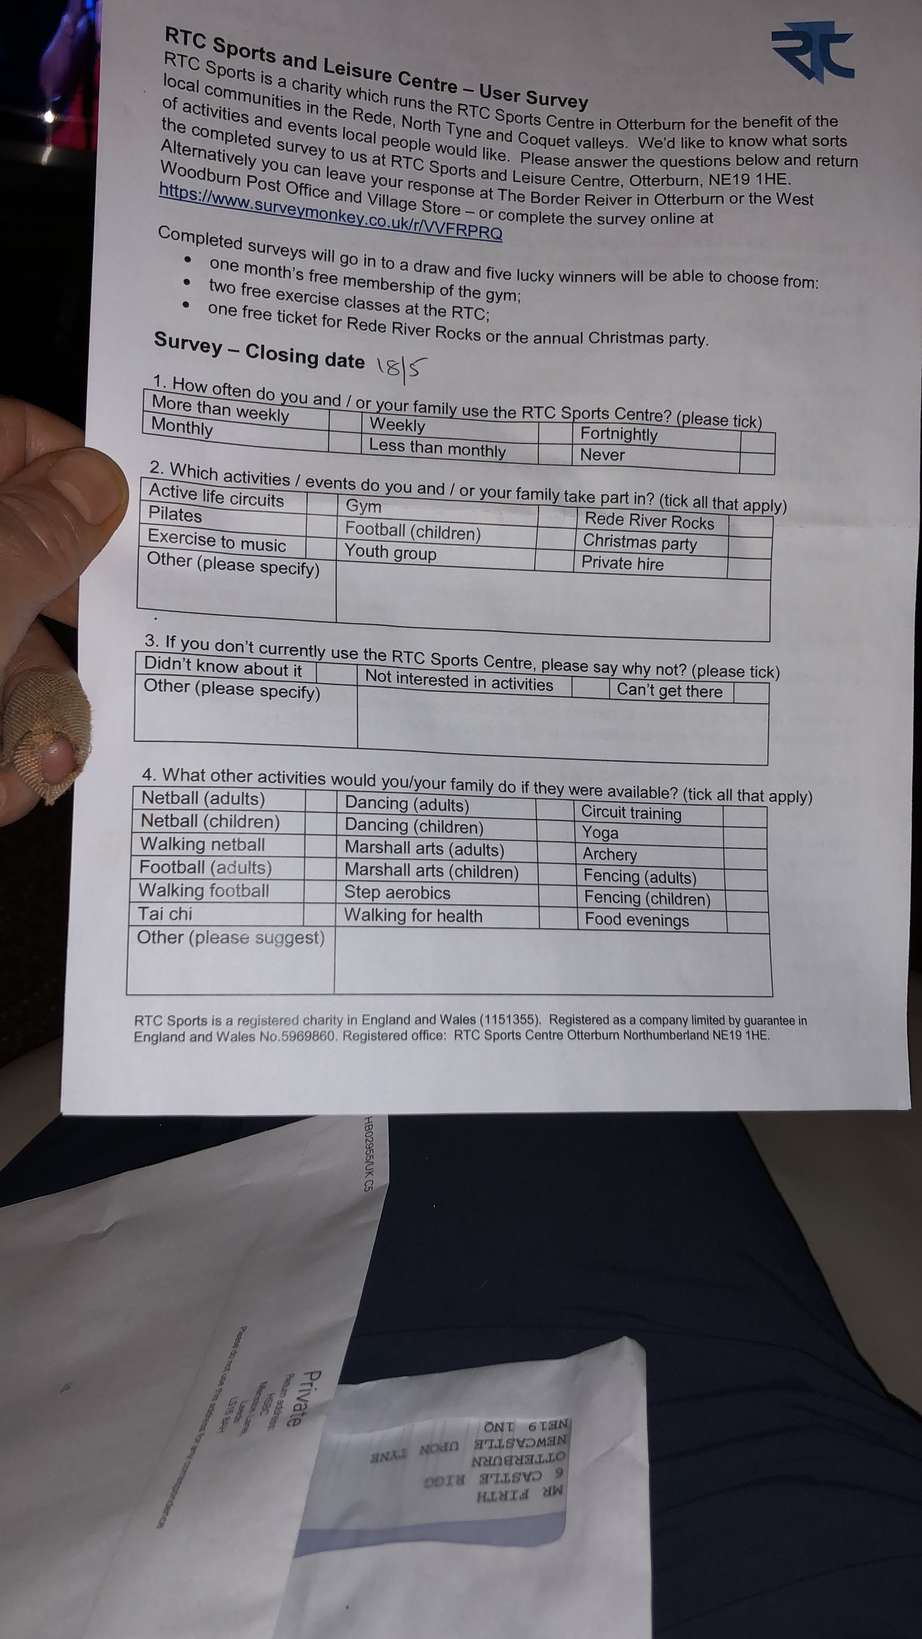 RTC
RTC Sports and Leisure Centre – User Survey
RTC Sports is a charity which runs the RTC Sports Centre in Otterburn for the benefit of the
local communities in the Rede, North Tyne and Coquet valleys. We'd like to know what sorts
of activities and events local people would like. Please answer the questions below and return
the completed survey to us at RTC Sports and Leisure Centre, Otterburn, NE19 1HE.
Alternatively you can leave your response at The Border Reiver in Otterburn or the West
Woodburn Post Office and Village Store – or complete the survey online at
https://www.surveymonkey.co.uk/r/VVFRPRQ
Completed surveys will go in to a draw and five lucky winners will be able to choose from:
• one month's free membership of the gym;
• two free exercise classes at the RTC;
• one free ticket for Rede River Rocks or the annual Christmas party.
Survey – Closing date 18/5
1. How often do you and / or your family use the RTC Sports Centre? (please tick)
More than weekly Weekly Fortnightly
Monthly Less than monthly Never
2. Which activities / events do you and / or your family take part in? (tick all that apply)
Active life circuits Gym Rede River Rocks
Pilates Football (children) Christmas party
Exercise to music Youth group Private hire
Other (please specify)
3. If you don't currently use the RTC Sports Centre, please say why not? (please tick)
Didn't know about it Not interested in activities Can't get there
Other (please specify)
4. What other activities would you/your family do if they were available? (tick all that apply)
Netball (adults) Dancing (adults) Circuit training
Netball (children) Dancing (children) Yoga
Walking netball Marshall arts (adults) Archery
Football (adults) Marshall arts (children) Fencing (adults)
Walking football Step aerobics Fencing (children)
Tai chi Walking for health Food evenings
Other (please suggest)
RTC Sports is a registered charity in England and Wales (1151355). Registered as a company limited by guarantee in
England and Wales No.5969860. Registered office: RTC Sports Centre Otterburn Northumberland NE19 1HE.
HB02955/UK C5
Private
Return address:
HSBC
Leeds
Please do not use this address for any correspondence
MR FIRTH
6 CASTLE RIGG
OTTERBURN
NEWCASTLE UPON TYNE
NE19 1NQ